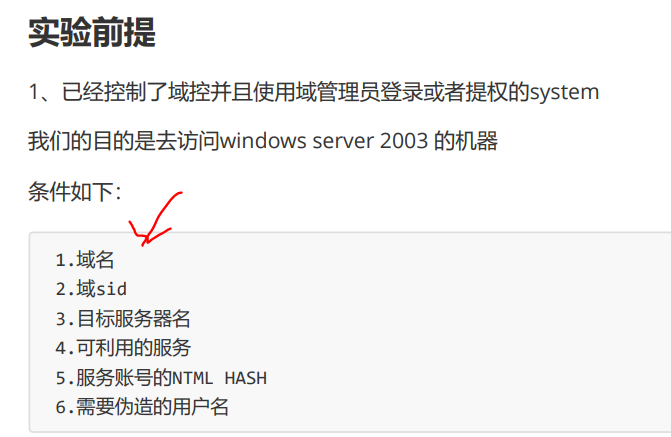 实验前提
1、已经控制了域控并且使用域管理员登录或者提权的system
我们的目的是去访问windows server 2003 的机器
条件如下：
1.域名
2.域sid
3.目标服务器名
4.可利用的服务
5.服务账号的NTML HASH
6.需要伪造的用户名